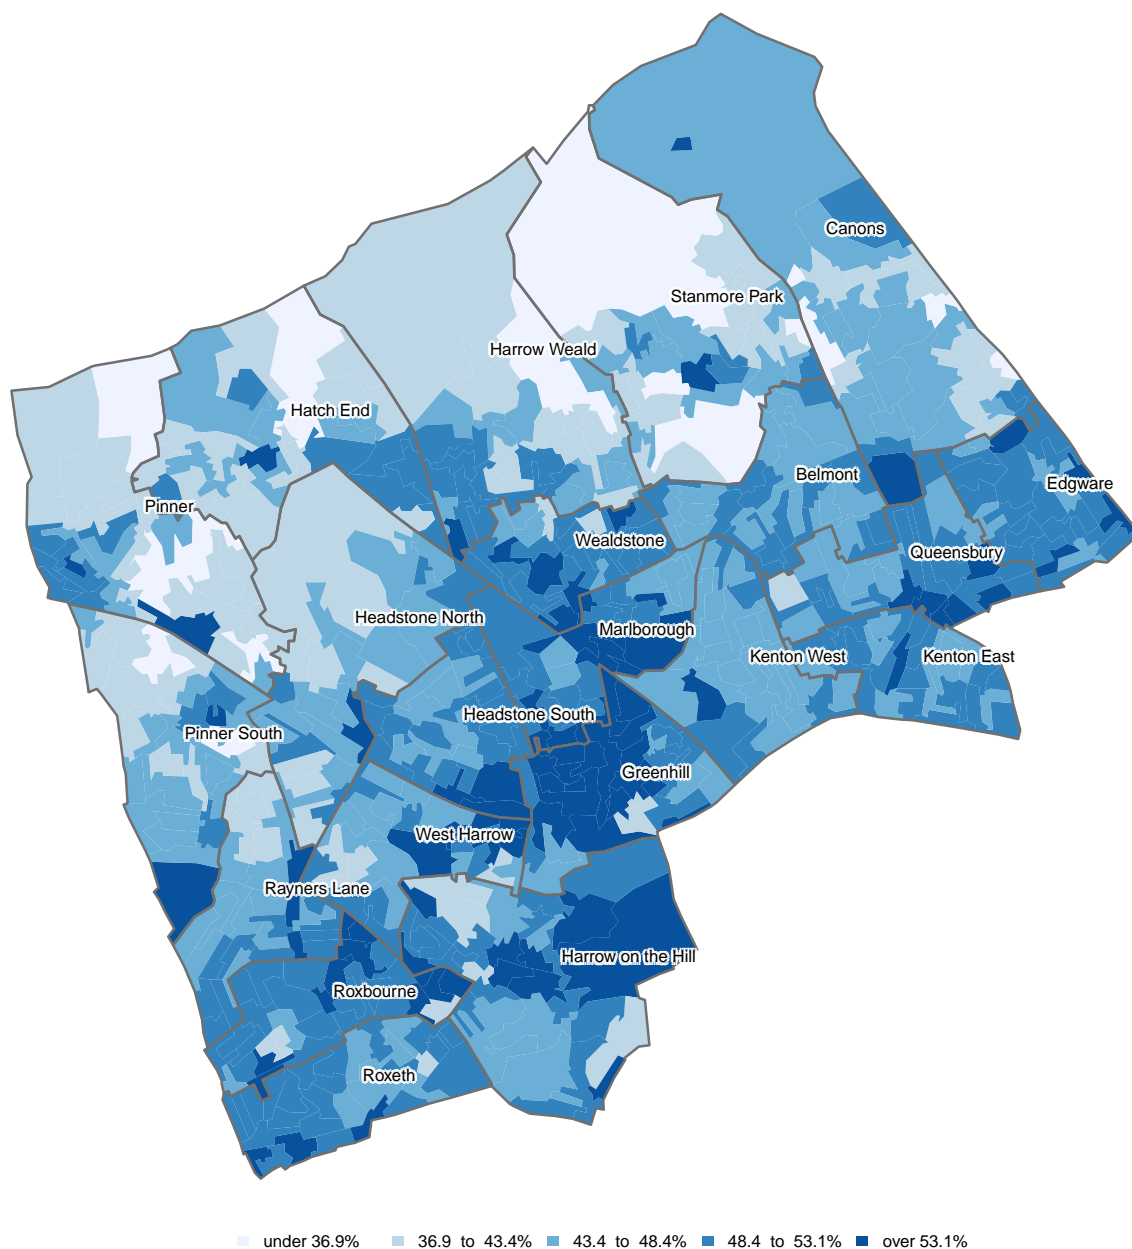 Canons
Stanmore Park
Harrow Weald
Hatch End
Belmont
Edgware
Pinner
Wealdstone
Queensbury
Headstone North
Marlborough
Kenton West
Kenton East
Headstone South
Pinner South
Greenhill
West Harrow
Rayners Lane
Harrow on the Hill
Roxbourne
Roxeth
under 36.9% 36.9 to 43.4% 43.4 to 48.4% 48.4 to 53.1% over 53.1%